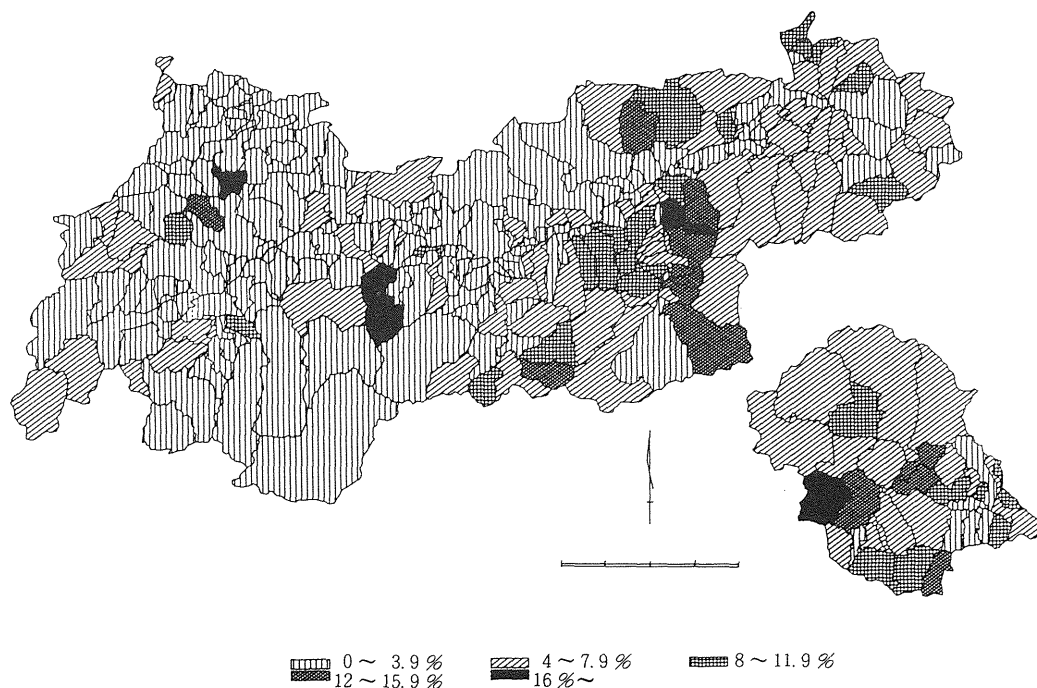 0 ～ 3.9 % 4 ～ 7.9 % 8 ～ 11.9 %
12 ～ 15.9 % 16 %～